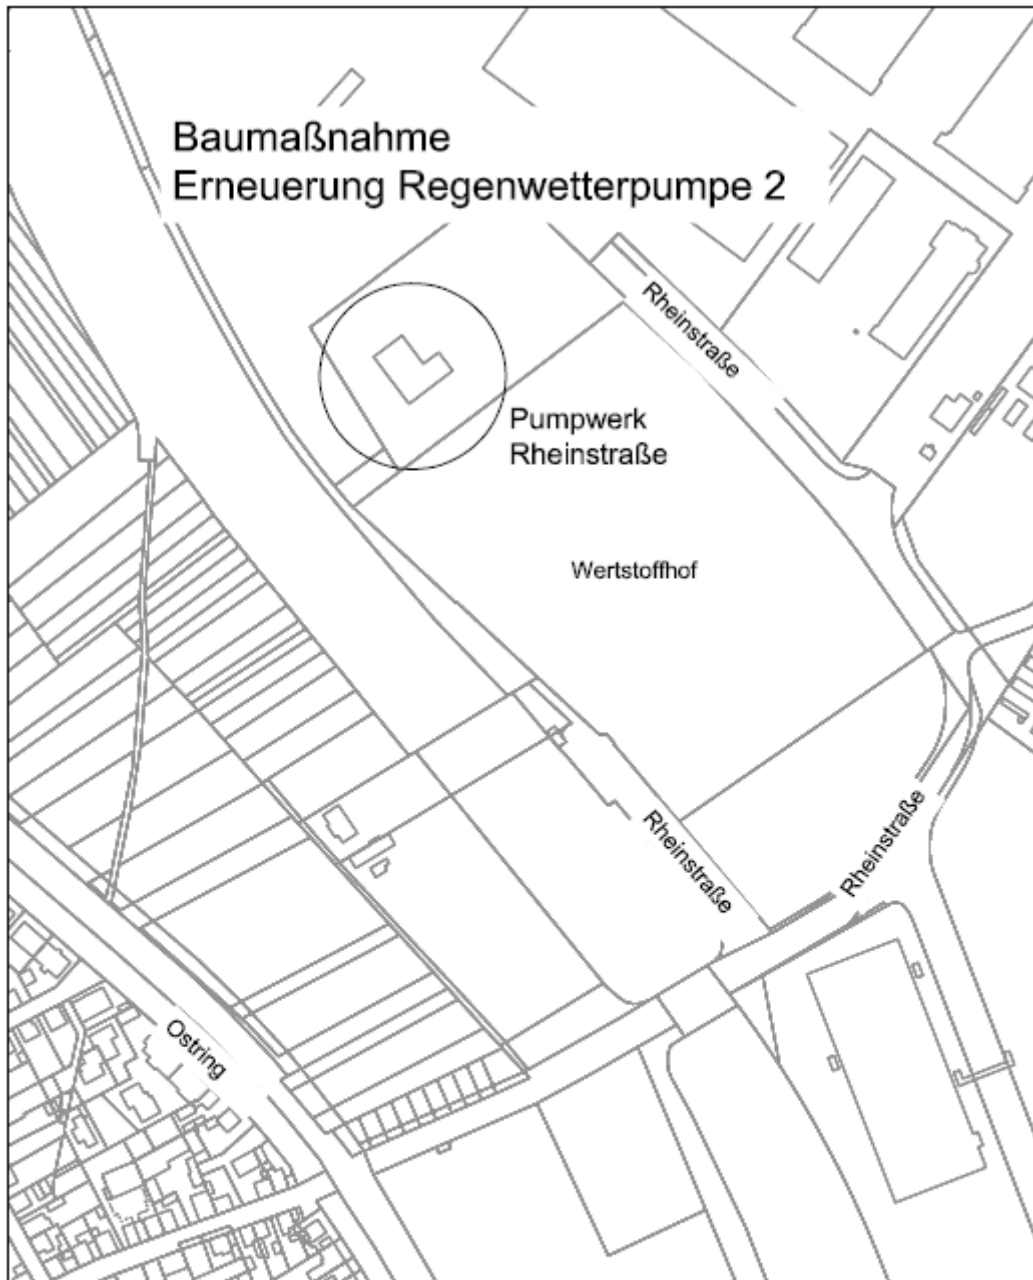 Baumaßnahme
Erneuerung Regenwetterpumpe 2
Rheinstraße
Pumpwerk
Rheinstraße
Wertstoffhof
Rheinstraße
Rheinstraße
Ostring